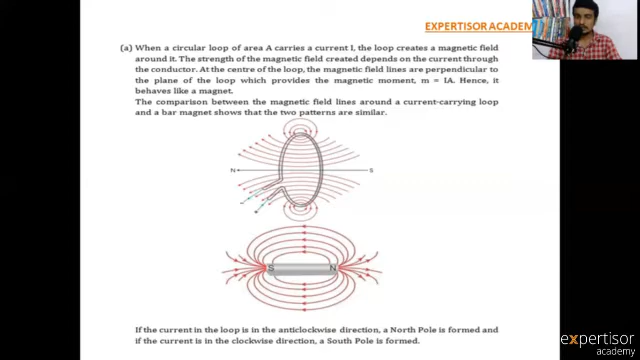 EXPERTISOR ACADEM
(a) When a circular loop of area A carries a current I, the loop creates a magnetic field
around it. The strength of the magnetic field created depends on the current through
the conductor. At the centre of the loop, the magnetic field lines are perpendicular to
the plane of the loop which provides the magnetic moment, m = IA. Hence, it
behaves like a magnet.
The comparison between the magnetic field lines around a current-carrying loop
and a bar magnet shows that the two patterns are similar.
N S
S N
If the current in the loop is in the anticlockwise direction, a North Pole is formed and
if the current is in the clockwise direction, a South Pole is formed.
expertisor
academy